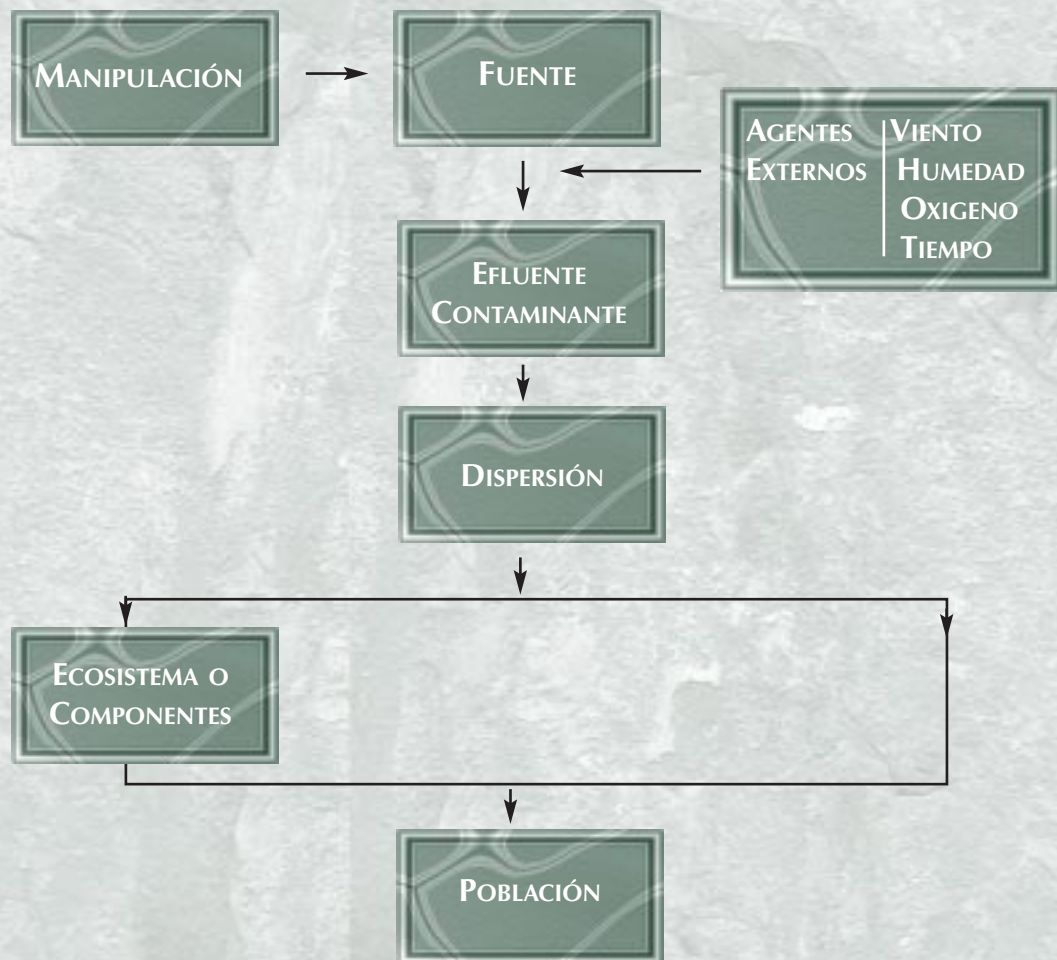 MANIPULACIÓN
FUENTE
AGENTES
EXTERNOS
VIENTO
HUMEDAD
OXIGENO
TIEMPO
EFLUENTE
CONTAMINANTE
DISPERSIÓN
ECOSISTEMA O
COMPONENTES
POBLACIÓN